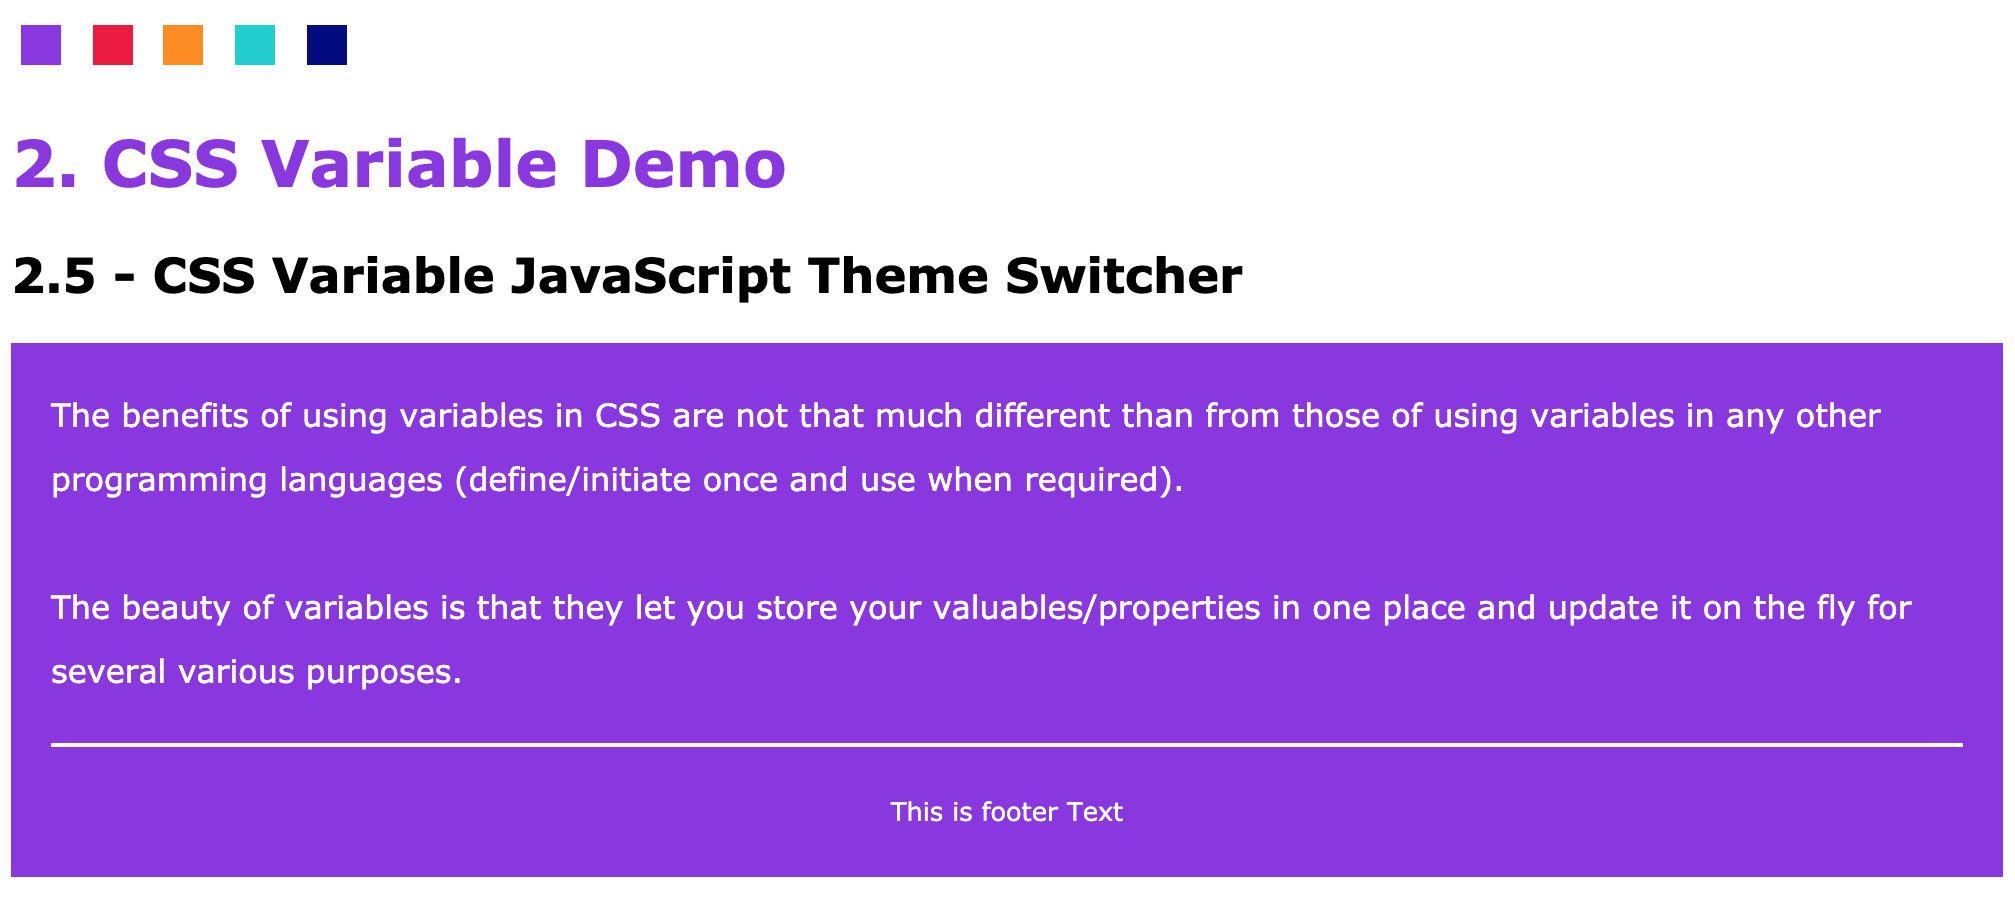 2. CSS Variable Demo
2.5 - CSS Variable JavaScript Theme Switcher
The benefits of using variables in CSS are not that much different than from those of using variables in any other
programming languages (define/initiate once and use when required).
The beauty of variables is that they let you store your valuables/properties in one place and update it on the fly for
several various purposes.
This is footer Text